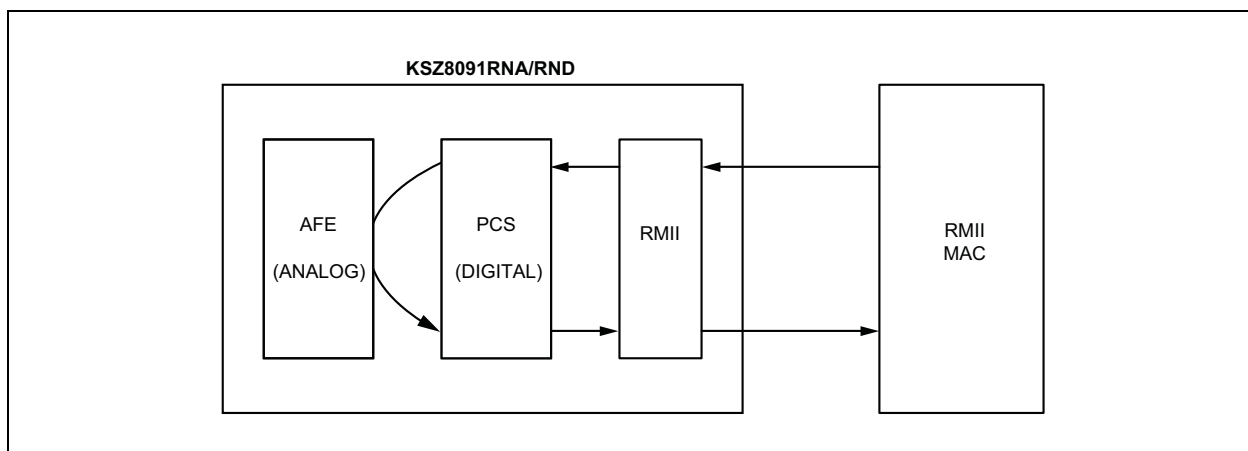 KSZ8091RNA/RND
AFE
(ANALOG)
PCS
(DIGITAL)
RMII
RMII
MAC